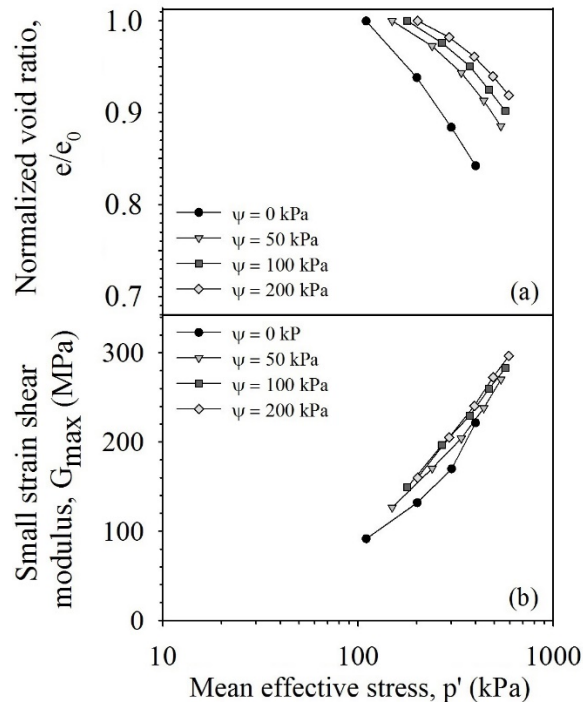 Normalized void ratio,
e/e0
1.0
0.9
0.8
0.7
ψ = 0 kPa
ψ = 50 kPa
ψ = 100 kPa
ψ = 200 kPa
(a)
Small strain shear
modulus, Gmax (MPa)
300
200
100
0
ψ = 0 kP
ψ = 50 kPa
ψ = 100 kPa
ψ = 200 kPa
(b)
10 100 1000
Mean effective stress, p' (kPa)